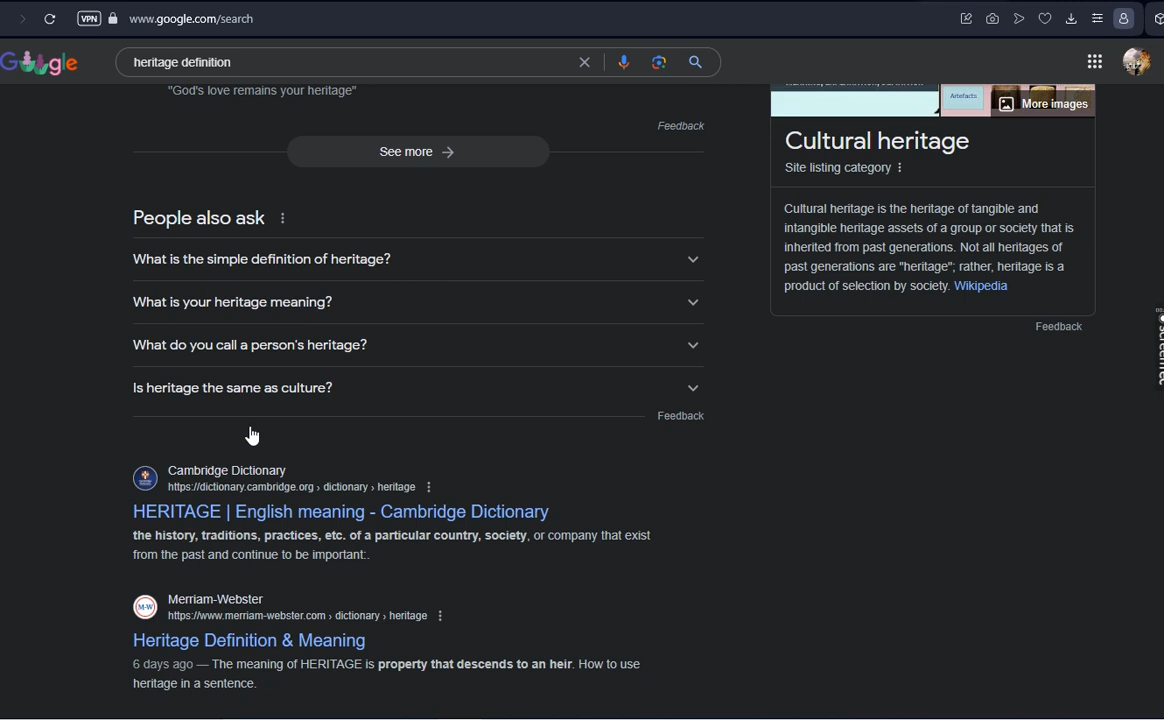 VPN www.google.com/search
Google
heritage definition
"God's love remains your heritage"
Feedback
See more →
People also ask
What is the simple definition of heritage?
What is your heritage meaning?
What do you call a person's heritage?
Is heritage the same as culture?
Feedback
Cambridge Dictionary
https://dictionary.cambridge.org › dictionary › heritage
HERITAGE | English meaning - Cambridge Dictionary
the history, traditions, practices, etc. of a particular country, society, or company that exist
from the past and continue to be important:.
M-W
Merriam-Webster
https://www.merriam-webster.com › dictionary › heritage
Heritage Definition & Meaning
6 days ago — The meaning of HERITAGE is property that descends to an heir. How to use
heritage in a sentence.
Artefacts
More images
Cultural heritage
Site listing category
Cultural heritage is the heritage of tangible and
intangible heritage assets of a group or society that is
inherited from past generations. Not all heritages of
past generations are "heritage"; rather, heritage is a
product of selection by society. Wikipedia
Feedback